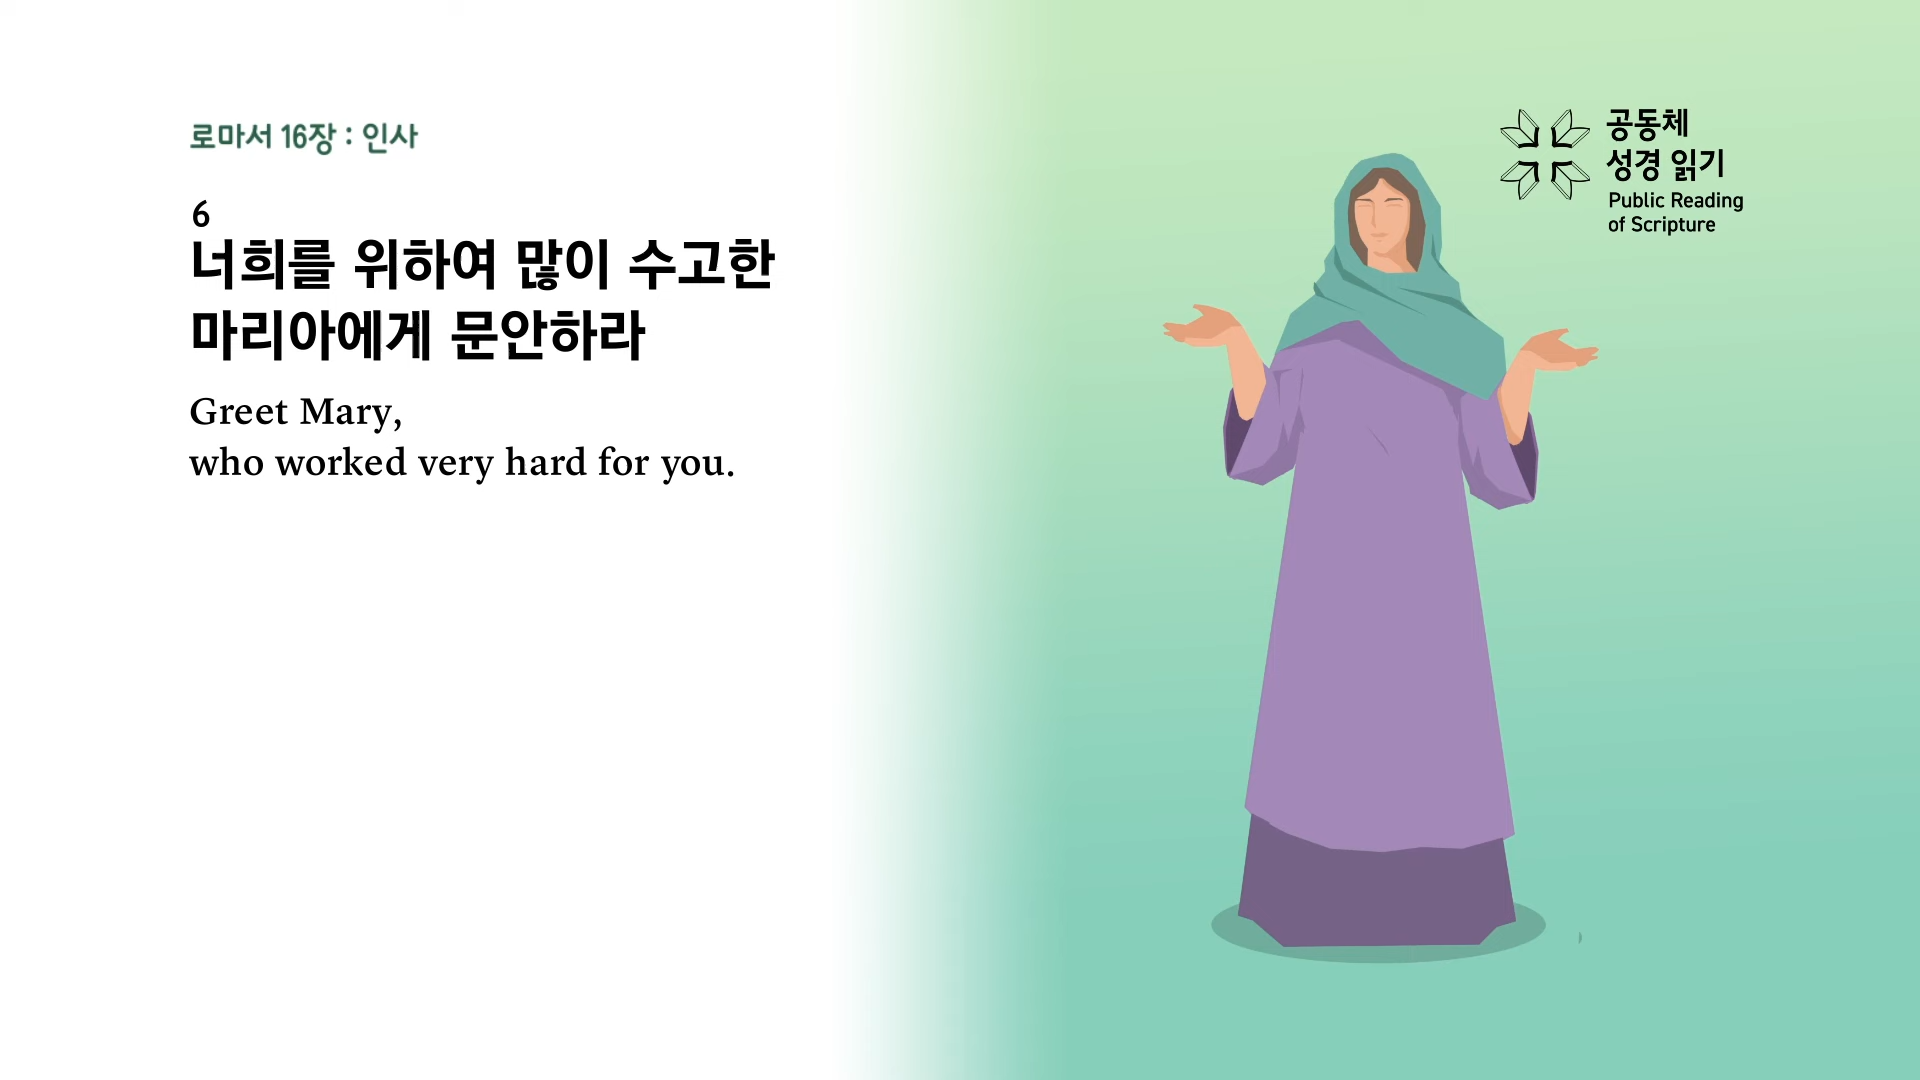 로마서 16장 : 인사
6
너희를 위하여 많이 수고한
마리아에게 문안하라
Greet Mary,
who worked very hard for you.
공동체
성경 읽기
Public Reading
of Scripture